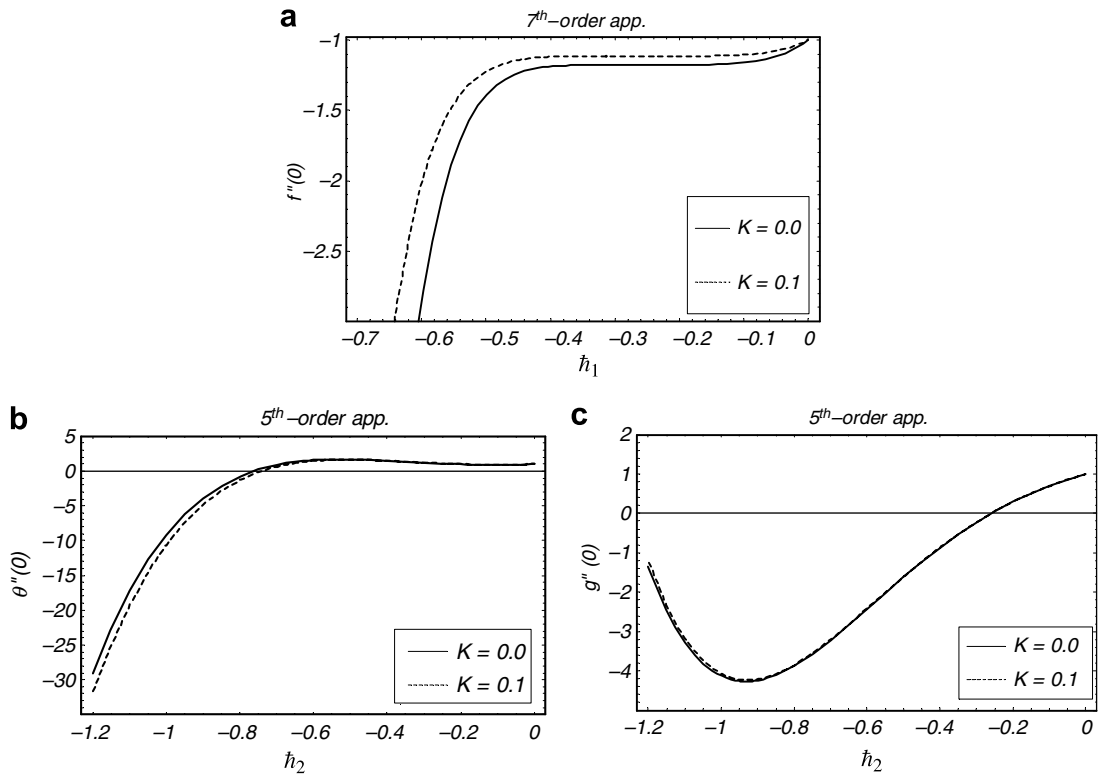 a
7th–order app.
–1
–1.5
–2
–2.5
f"(0)
K = 0.0
K = 0.1
–0.7 –0.6 –0.5 –0.4 –0.3 –0.2 –0.1 0
ħ1
b
5th–order app.
5
0
–5
–10
–15
–20
–25
–30
θ"(0)
K = 0.0
K = 0.1
–1.2 –1 –0.8 –0.6 –0.4 –0.2 0
ħ2
c
5th–order app.
2
1
0
–1
–2
–3
–4
g"(0)
K = 0.0
K = 0.1
–1.2 –1 –0.8 –0.6 –0.4 –0.2 0
ħ2